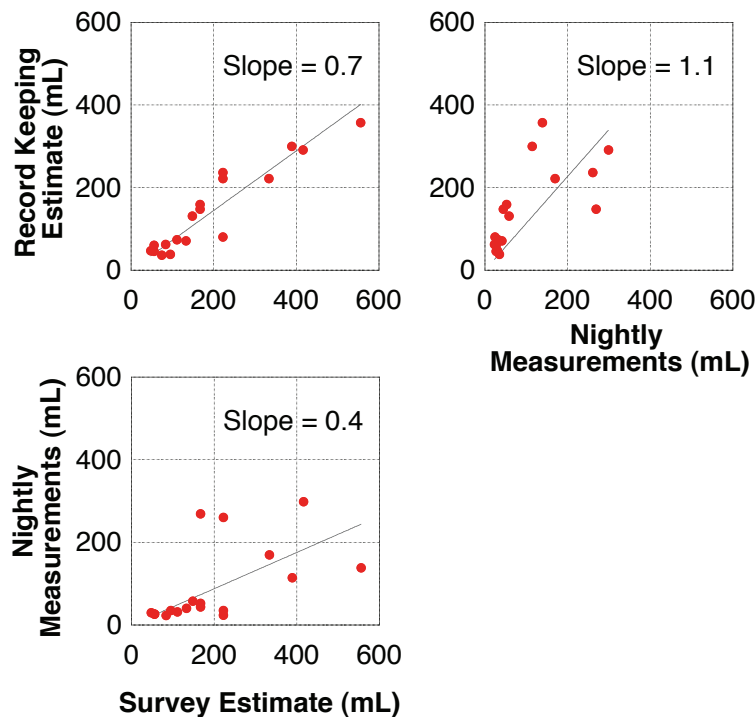 Record Keeping
Estimate (mL)
600
400
200
0
Slope = 0.7
0 200 400 600
600
400
200
0
Slope = 1.1
0 200 400 600
Nightly
Measurements (mL)
Nightly
Measurements (mL)
600
400
200
0
Slope = 0.4
0 200 400 600
Survey Estimate (mL)